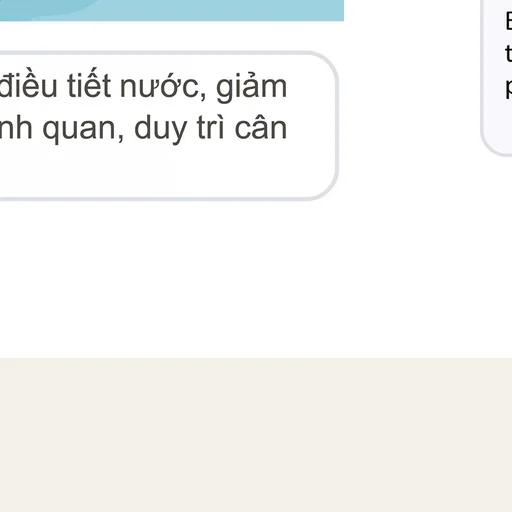 điều tiết nước, giảm
nh quan, duy trì cân